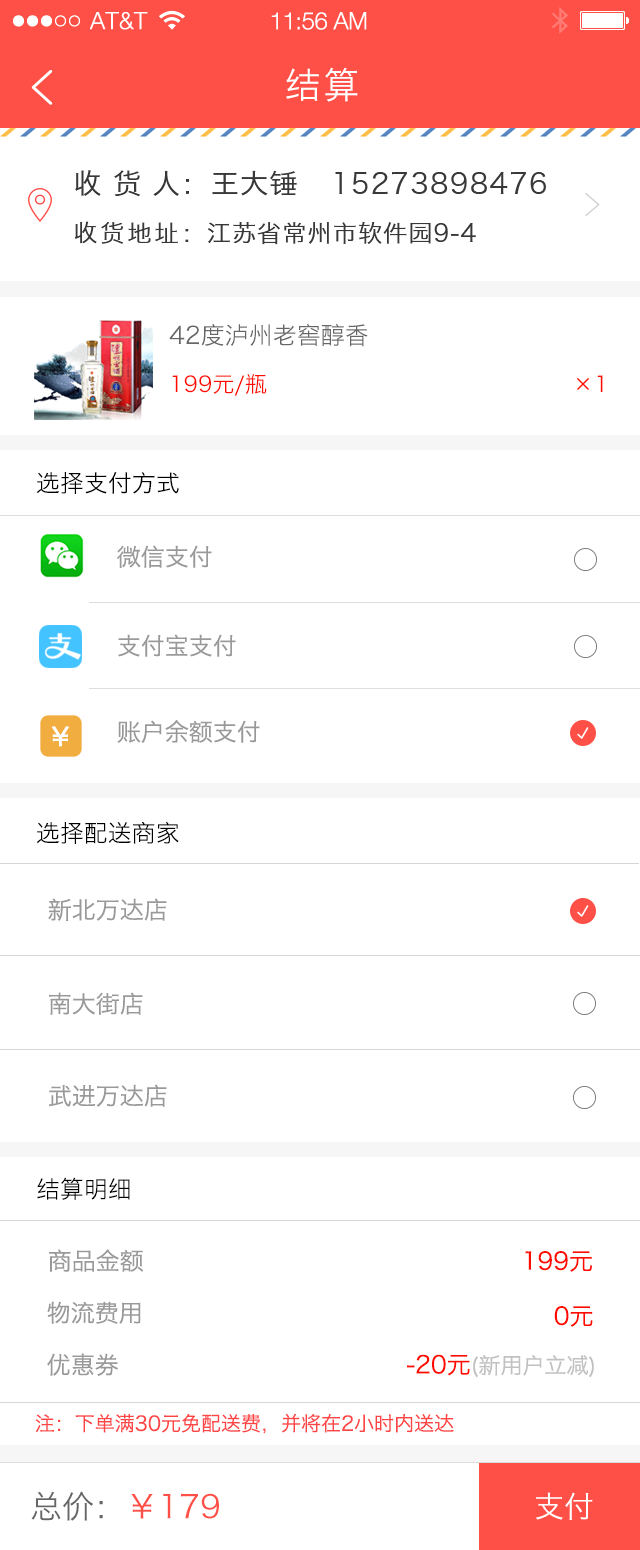 AT&T 11:56 AM
结算
收 货 人：王大锤 15273898476
收货地址：江苏省常州市软件园9-4
42度泸州老窖醇香
199元/瓶 ×1
选择支付方式
微信支付
支 支付宝支付
¥ 账户余额支付
选择配送商家
新北万达店
南大街店
武进万达店
结算明细
商品金额 199元
物流费用 0元
优惠券 -20元(新用户立减)
注：下单满30元免配送费，并将在2小时内送达
总价：￥179 支付